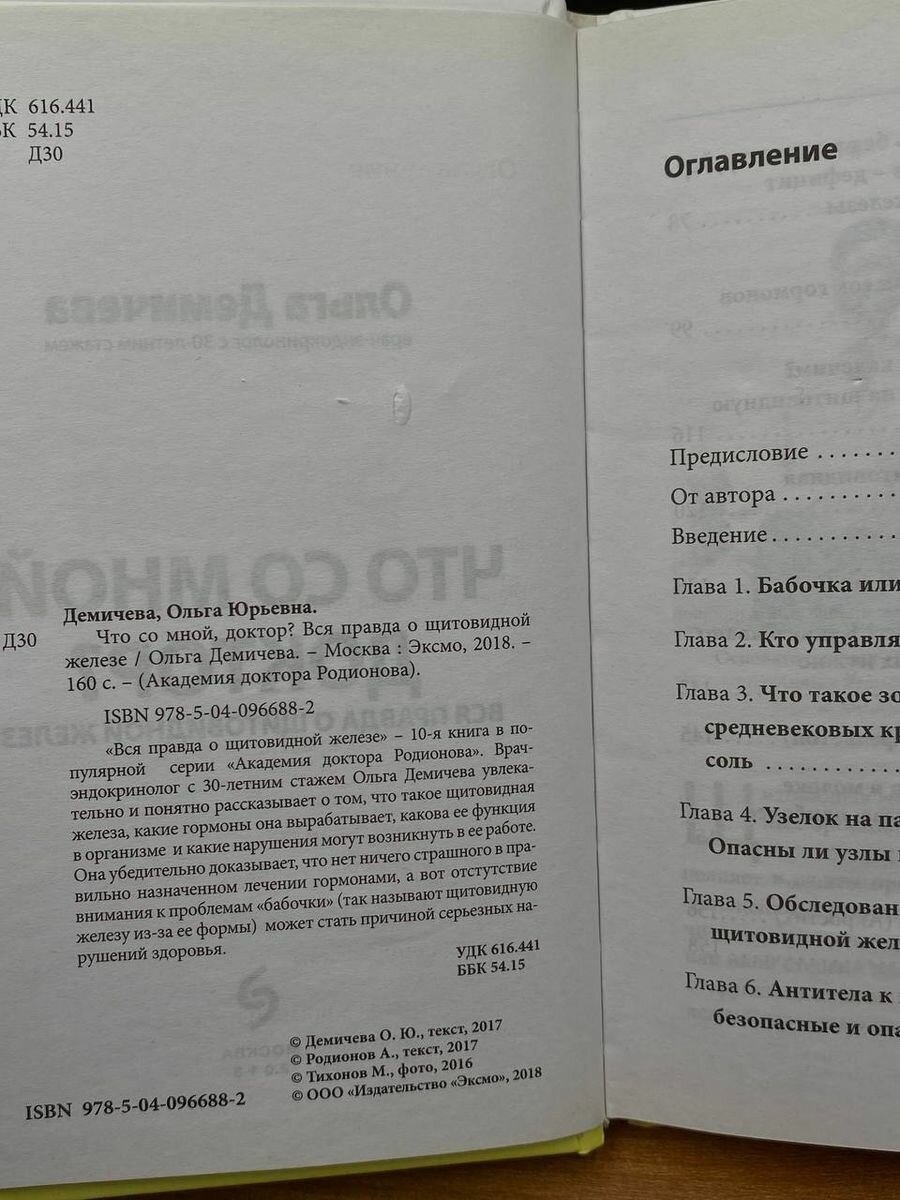 ДК 616.441
БК 54.15
Д30
Демичева, Ольга Юрьевна.
Д30 Что со мной, доктор? Вся правда о щитовидной
железе / Ольга Демичева. – Москва : Эксмо, 2018. –
160 с. – (Академия доктора Родионова).
ISBN 978-5-04-096688-2
«Вся правда о щитовидной железе» – 10-я книга в по-
пулярной серии «Академия доктора Родионова». Врач-
эндокринолог с 30-летним стажем Ольга Демичева увлека-
тельно и понятно рассказывает о том, что такое щитовидная
железа, какие гормоны она вырабатывает, какова ее функция
в организме и какие нарушения могут возникнуть в ее работе.
Она убедительно доказывает, что нет ничего страшного в пра-
вильно назначенном лечении гормонами, а вот отсутствие
внимания к проблемам «бабочки» (так называют щитовидную
железу из-за ее формы) может стать причиной серьезных на-
рушений здоровья.
УДК 616.441
ББК 54.15
© Демичева О. Ю., текст, 2017
© Родионов А., текст, 2017
© Тихонов М., фото, 2016
© ООО «Издательство «Эксмо», 2018
ISBN 978-5-04-096688-2
Оглавление
Предисловие
От автора
Введение
Глава 1. Бабочка или
Глава 2. Кто управля
Глава 3. Что такое зо
средневековых кр
соль
Глава 4. Узелок на па
Опасны ли узлы
Глава 5. Обследован
щитовидной жел
Глава 6. Антитела к
безопасные и опа